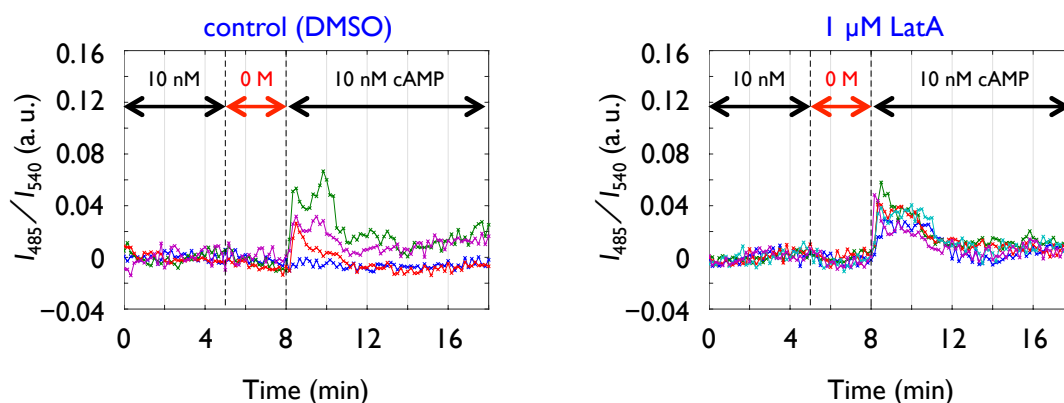 control (DMSO)
I485/I540 (a. u.)
0.16
0.12
0.08
0.04
0
−0.04
10 nM
0 M
10 nM cAMP
0
4
8
12
16
Time (min)
1 µM LatA
I485/I540 (a. u.)
0.16
0.12
0.08
0.04
0
−0.04
10 nM
0 M
10 nM cAMP
0
4
8
12
16
Time (min)